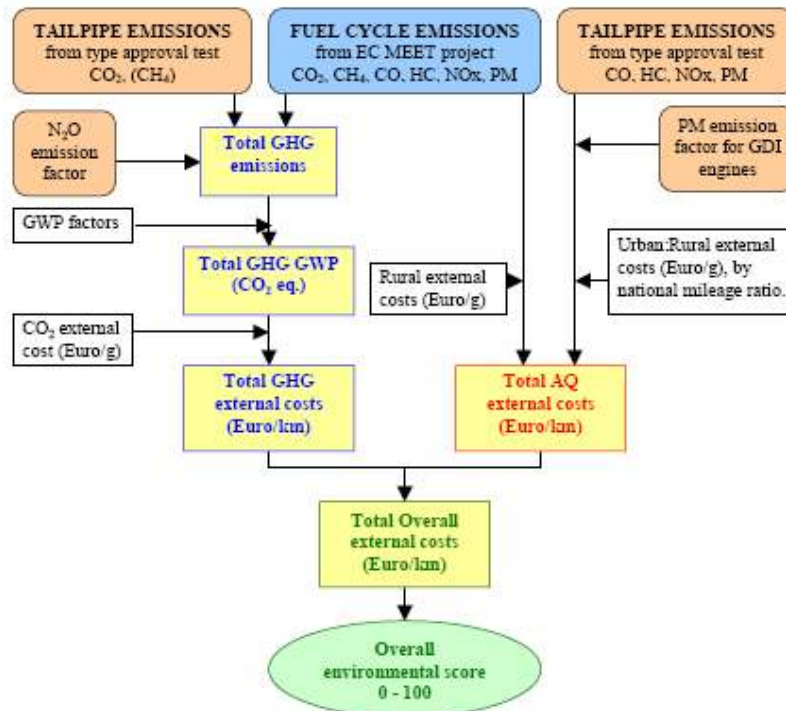 TAILPIPE EMISSIONS
from type approval test
CO₂, (CH₄)
FUEL CYCLE EMISSIONS
from EC MEET project
CO₂, CH₄, CO, HC, NOx, PM
TAILPIPE EMISSIONS
from type approval test
CO, HC, NOx, PM
N₂O
emission
factor
Total GHG
emissions
PM emission
factor for GDI
engines
GWP factors
Total GHG GWP
(CO₂ eq.)
Rural external
costs (Euro/g)
Urban:Rural external
costs (Euro/g), by
national mileage ratio.
CO₂ external
cost (Euro/g)
Total GHG
external costs
(Euro/km)
Total AQ
external costs
(Euro/km)
Total Overall
external costs
(Euro/km)
Overall
environmental score
0 - 100